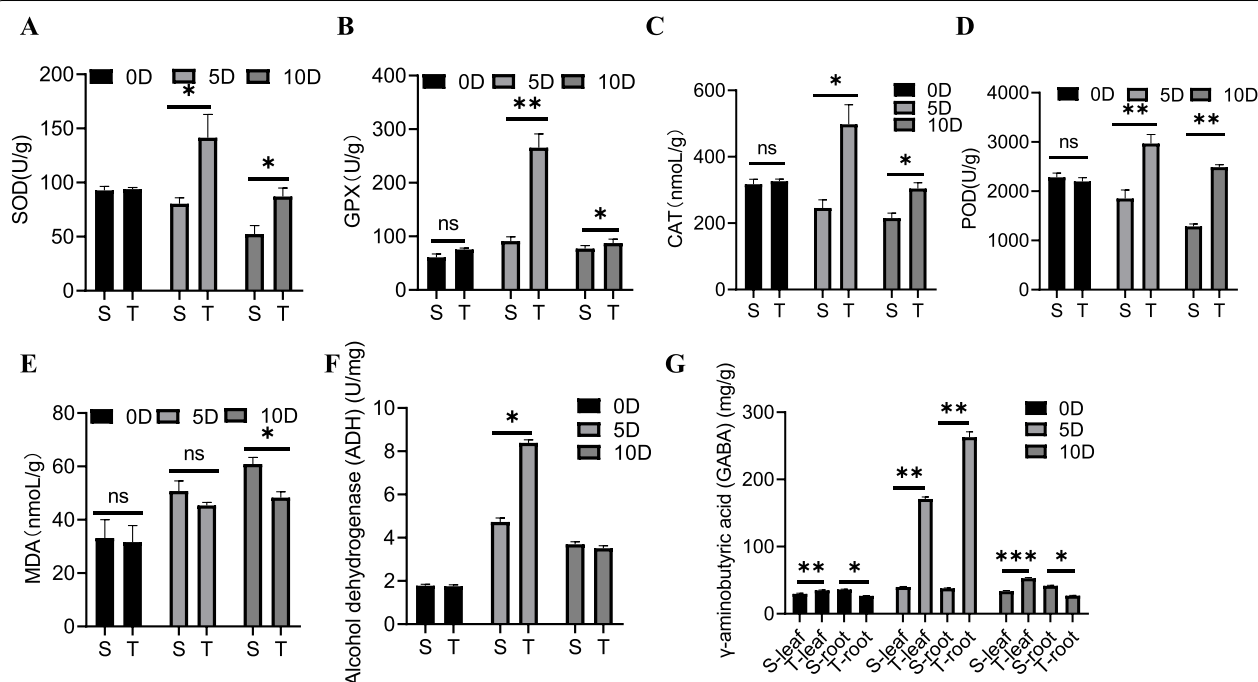 A
0D 5D 10D
SOD(U/g)
200
150
100
50
0
*
*
S T S T S T
B
0D 5D 10D
GPX(U/g)
400
300
200
100
0
ns
**
*
S T S T S T
C
0D
5D
10D
CAT(nmoL/g)
600
400
200
0
ns
*
*
S T S T S T
D
0D 5D 10D
POD(U/g)
4000
3000
2000
1000
0
ns
**
**
S T S T S T
E
0D 5D 10D
MDA(nmoL/g)
80
60
40
20
0
ns
ns
*
S T S T S T
F
0D
5D
10D
Alcohol dehydrogenase (ADH) (U/mg)
10
8
6
4
2
0
*
S T S T S T
G
0D
5D
10D
γ-aminobutyric acid (GABA) (mg/g)
300
200
100
0
** *
** **
*** *
S-leaf T-leaf S-root T-root S-leaf T-leaf S-root T-root S-leaf T-leaf S-root T-root